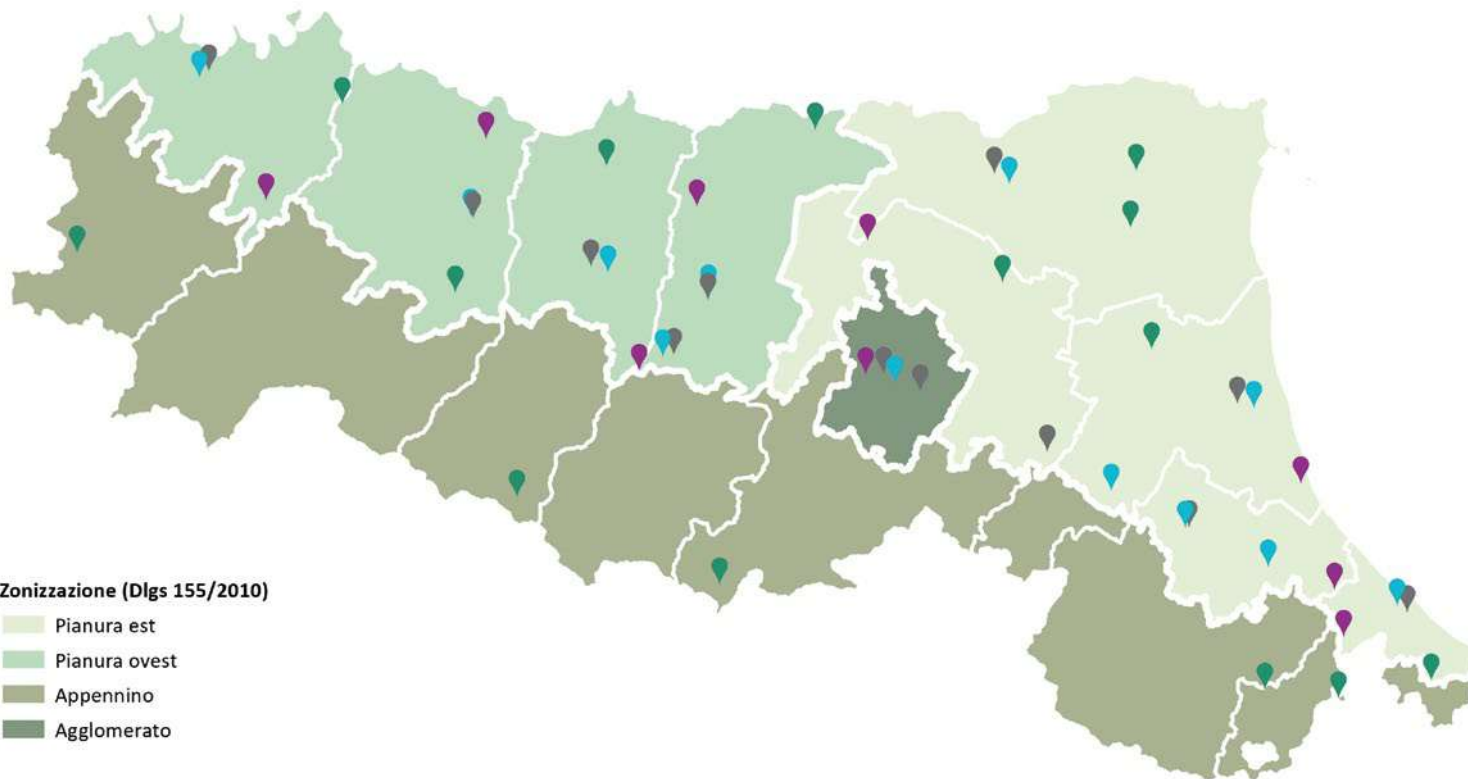 Zonizzazione (Dlgs 155/2010)
Pianura est
Pianura ovest
Appennino
Agglomerato